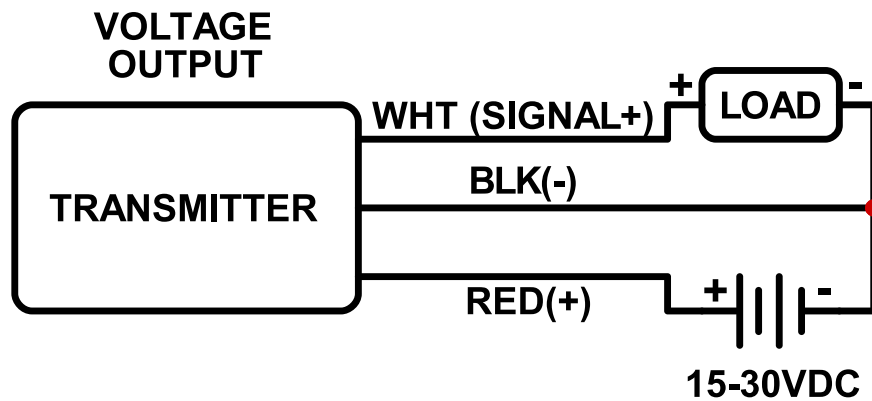 VOLTAGE
OUTPUT
TRANSMITTER
WHT (SIGNAL+)
+ LOAD -
BLK(-)
RED(+)
+ -
15-30VDC